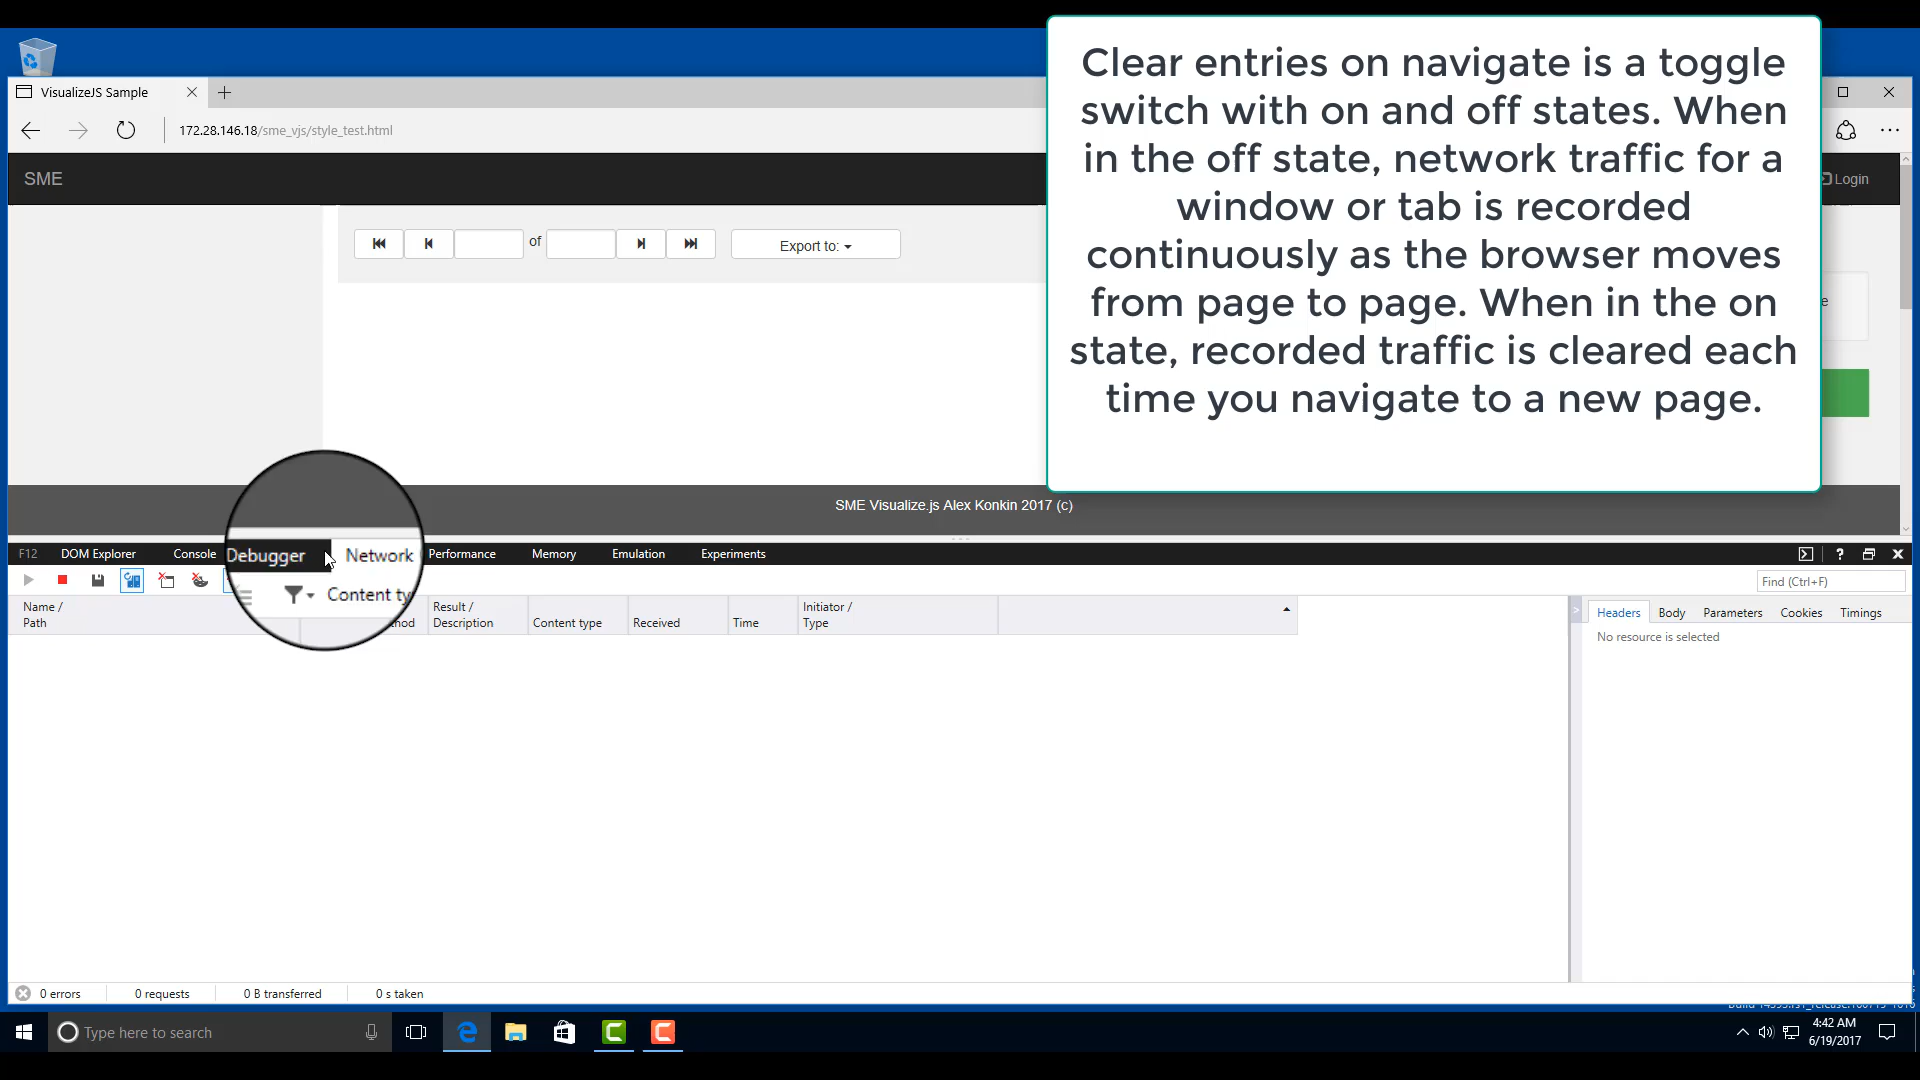 Clear entries on navigate is a toggle
switch with on and off states. When
in the off state, network traffic for a
window or tab is recorded
continuously as the browser moves
from page to page. When in the on
state, recorded traffic is cleared each
time you navigate to a new page.
VisualizeJS Sample
172.28.146.18/sme_vjs/style_test.html
SME
Login
of
Export to:
SME Visualize.js Alex Konkin 2017 (c)
F12 DOM Explorer Console Debugger Network Performance Memory Emulation Experiments
Content ty
Find (Ctrl+F)
Name /
Path
Result /
Description
Content type
Received
Time
Initiator /
Type
Headers Body Parameters Cookies Timings
No resource is selected
0 errors 0 requests 0 B transferred 0 s taken
Type here to search
4:42 AM
6/19/2017